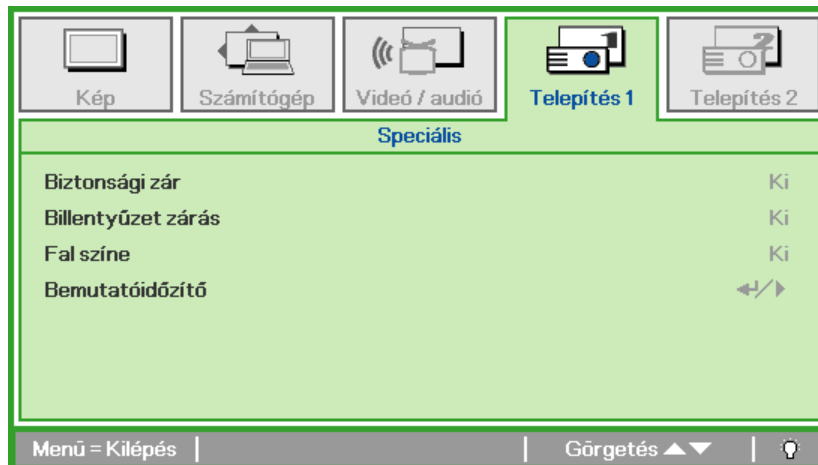 Kép
Számítógép
Videó / audió
Telepítés 1
Telepítés 2
Speciális
Biztonsági zár Ki
Billentyűzet zárás Ki
Fal színe Ki
Bemutatóidőzítő ↵/▶
Menü = Kilépés
Görgetés ▲▼